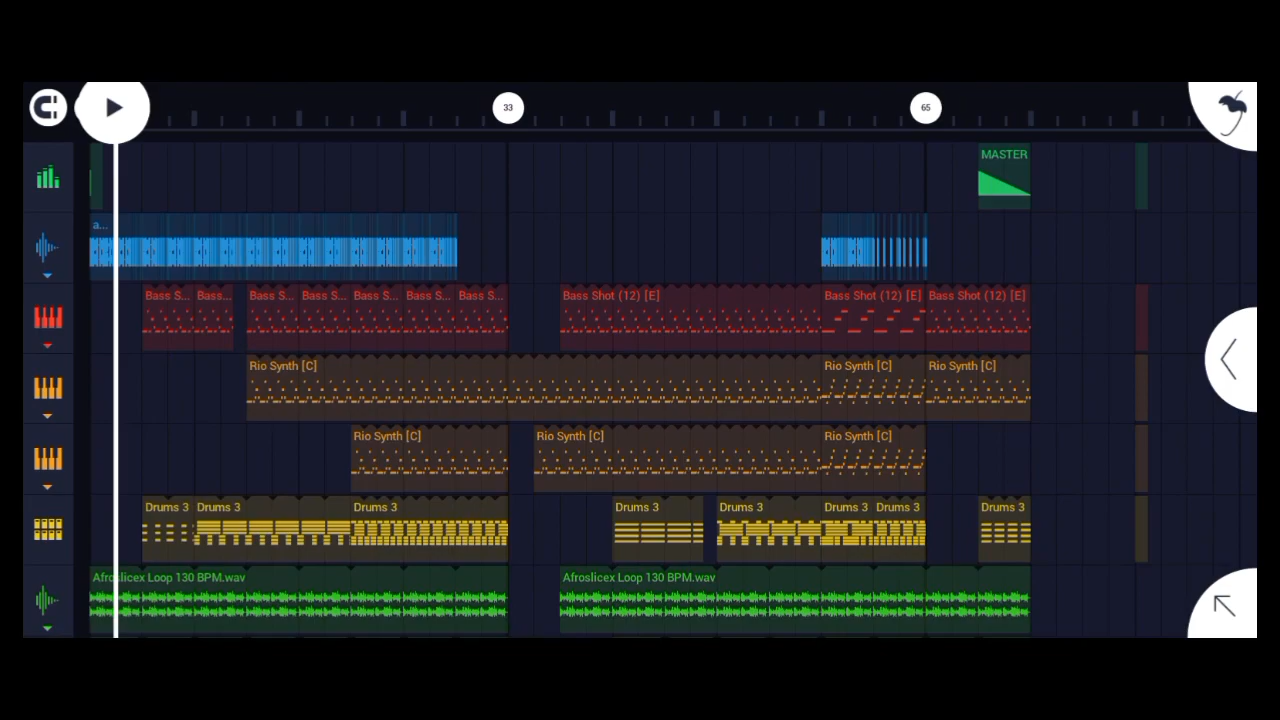 33
65
MASTER
a...
Bass S...
Bass...
Bass S...
Bass S...
Bass S...
Bass S...
Bass S...
Bass Shot (12) [E]
Bass Shot (12) [E]
Bass Shot (12) [E]
Rio Synth [C]
Rio Synth [C]
Rio Synth [C]
Rio Synth [C]
Rio Synth [C]
Rio Synth [C]
Drums 3
Drums 3
Drums 3
Drums 3
Drums 3
Drums 3
Drums 3
Drums 3
Afroslicex Loop 130 BPM.wav
Afroslicex Loop 130 BPM.wav